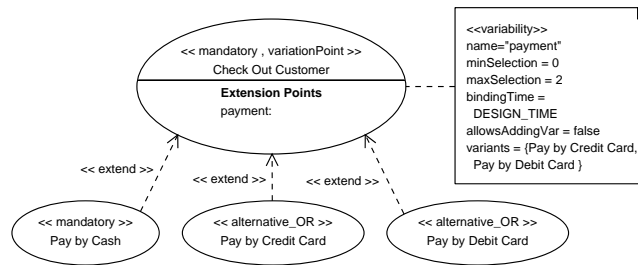 << mandatory , variationPoint >>
Check Out Customer
Extension Points
payment:
<<variability>>
name="payment"
minSelection = 0
maxSelection = 2
bindingTime =
DESIGN_TIME
allowsAddingVar = false
variants = {Pay by Credit Card,
Pay by Debit Card }
<< extend >>
<< extend >>
<< extend >>
<< mandatory >>
Pay by Cash
<< alternative_OR >>
Pay by Credit Card
<< alternative_OR >>
Pay by Debit Card